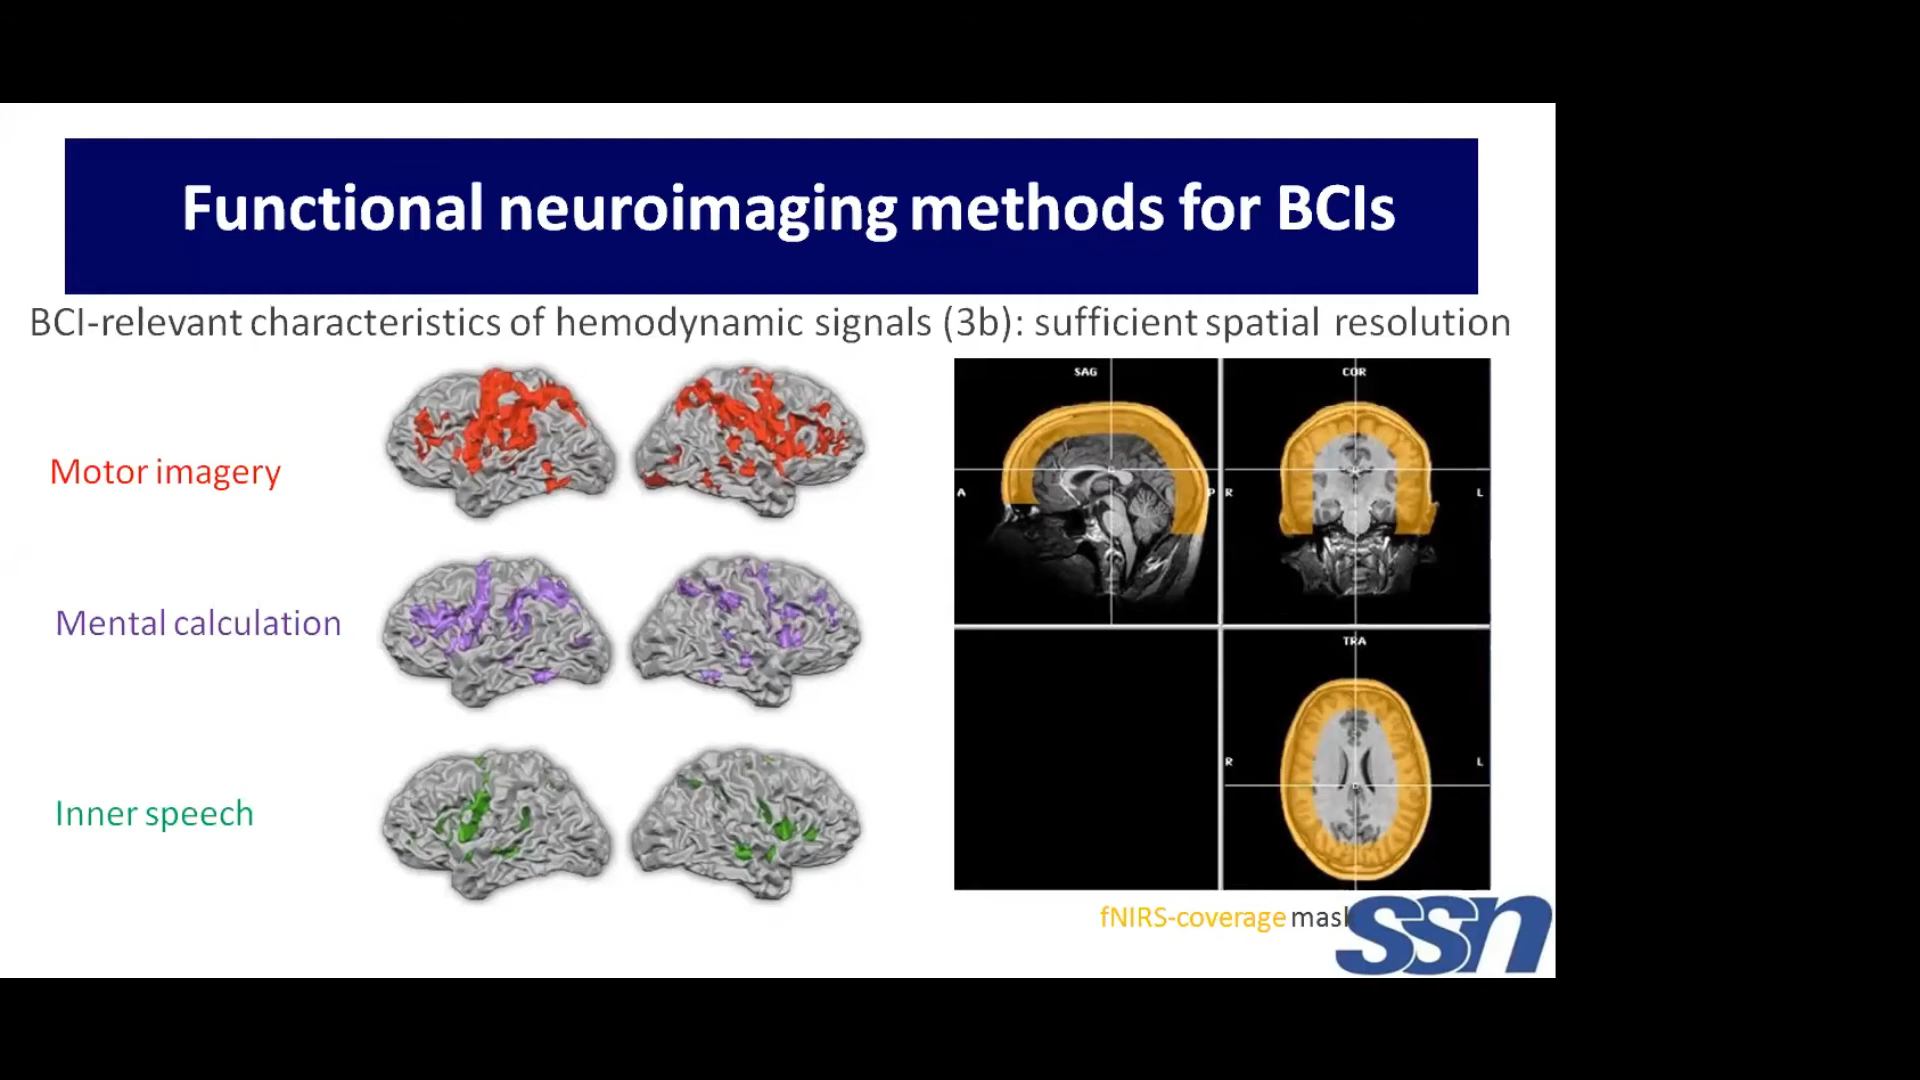 Functional neuroimaging methods for BCIs
BCI-relevant characteristics of hemodynamic signals (3b): sufficient spatial resolution
Motor imagery
Mental calculation
Inner speech
SAG
COR
A
P
R
L
TRA
R
L
fNIRS-coverage
ssn